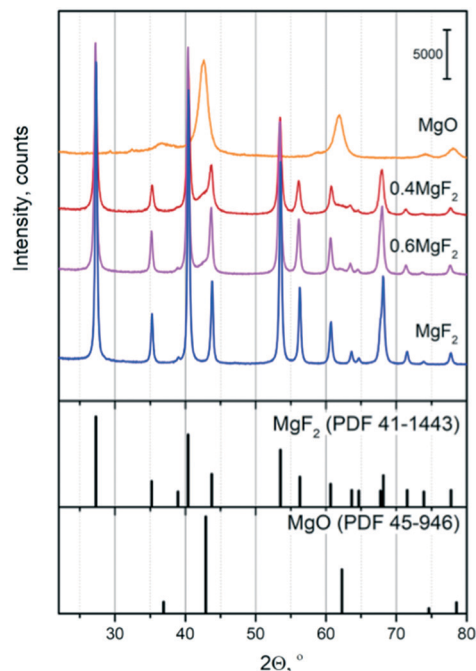 5000
MgO
0.4MgF₂
0.6MgF₂
MgF₂
Intensity, counts
MgF₂ (PDF 41-1443)
MgO (PDF 45-946)
30 40 50 60 70 80
2Θ, °